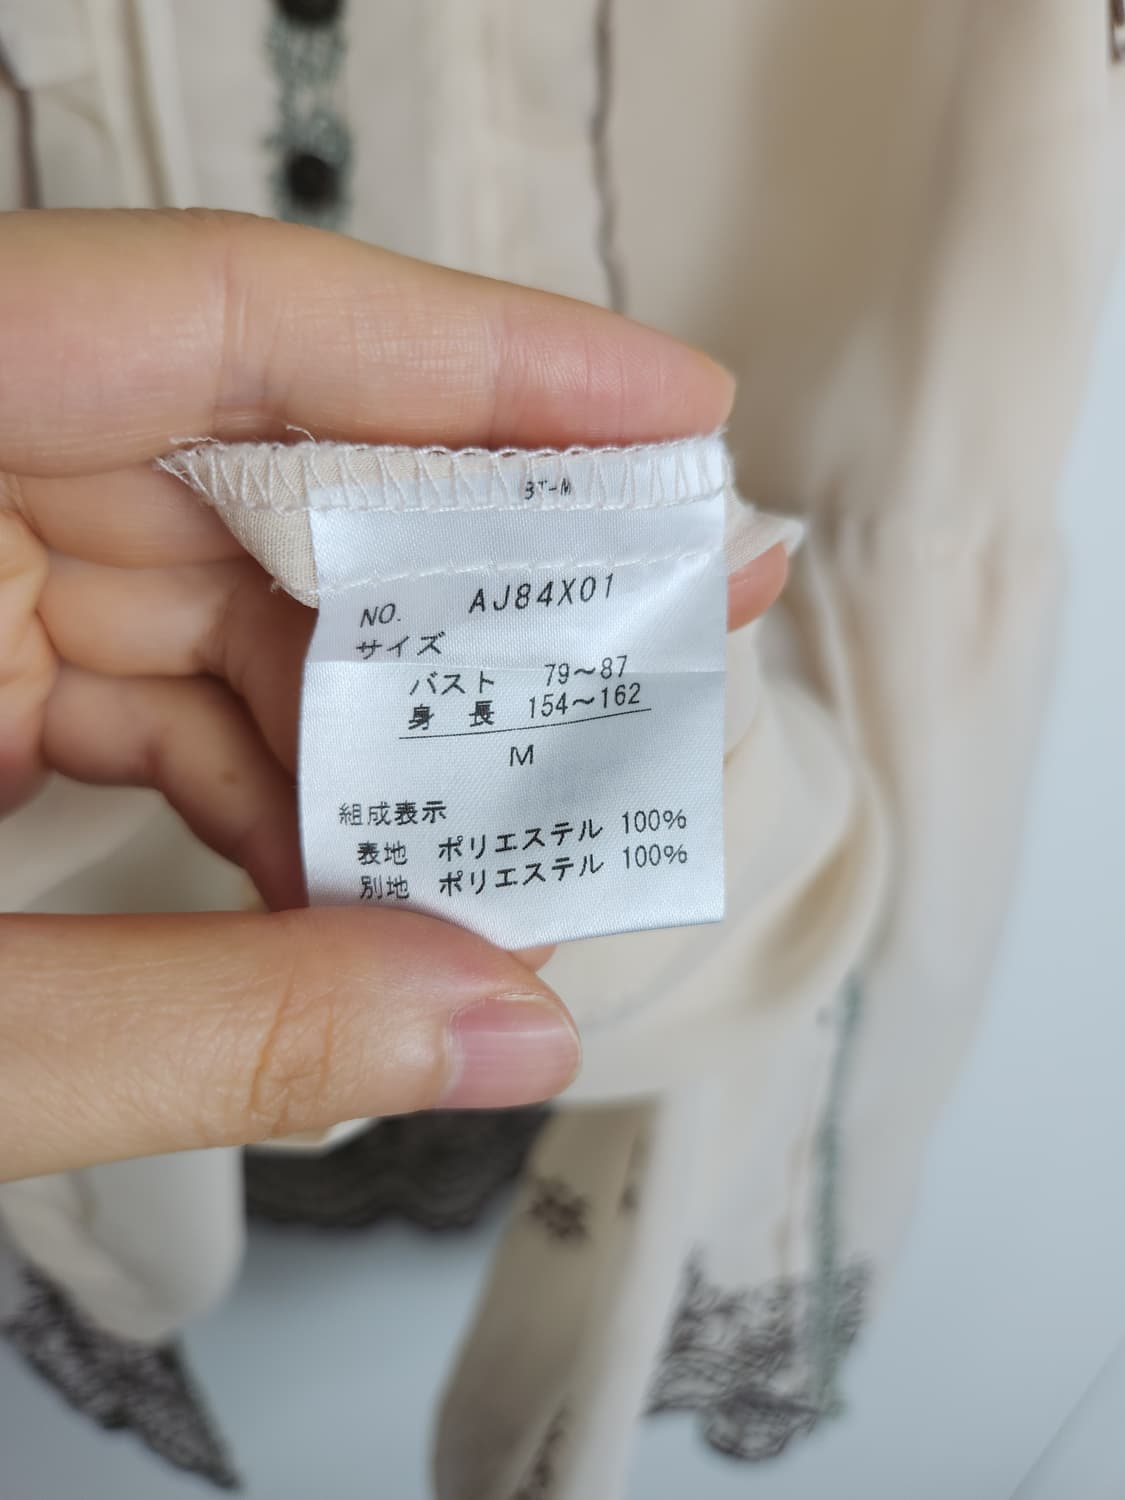 3T-M
NO. AJ84X01
サイズ
バスト 79～87
身 長 154～162
M
組成表示
表地 ポリエステル 100%
別地 ポリエステル 100%